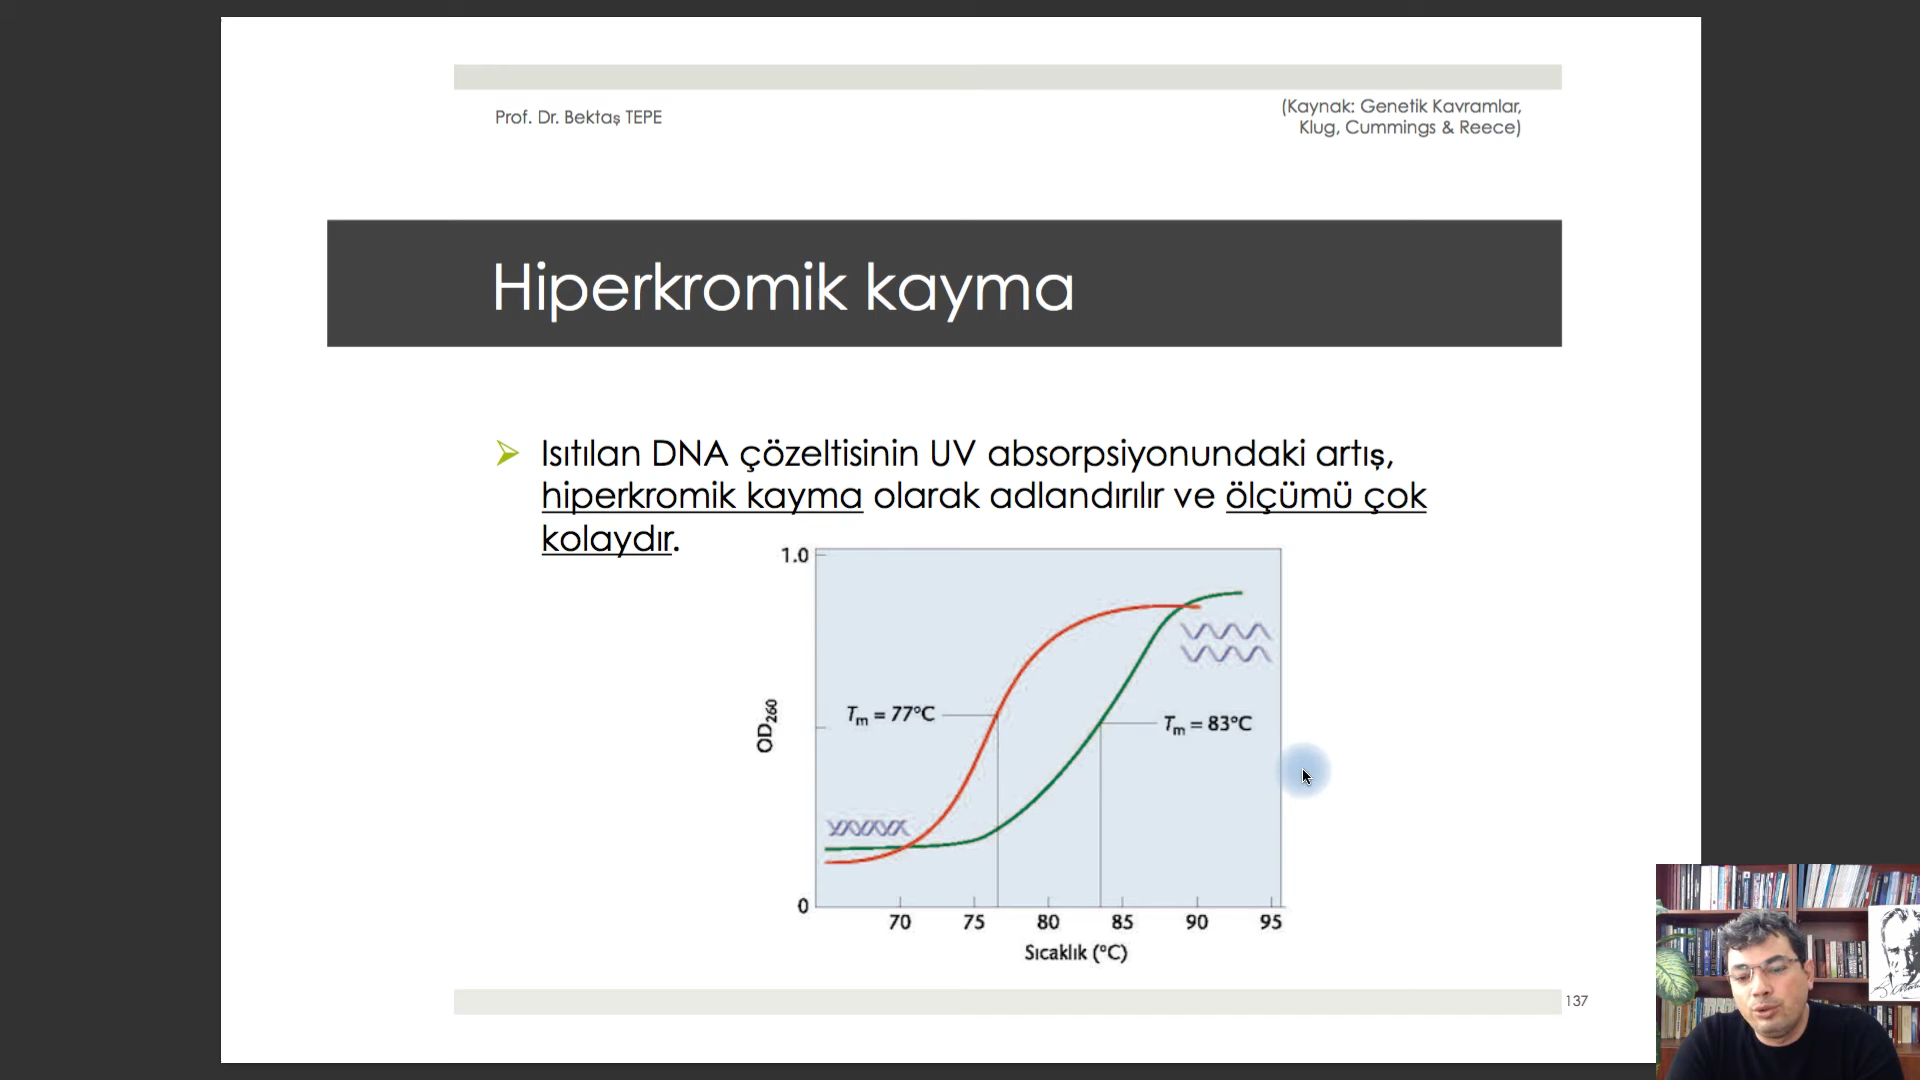 Prof. Dr. Bektaş TEPE
(Kaynak: Genetik Kavramlar,
Klug, Cummings & Reece)
Hiperkromik kayma
Isıtılan DNA çözeltisinin UV absorpsiyonundaki artış,
hiperkromik kayma olarak adlandırılır ve ölçümü çok
kolaydır.
1.0
OD260
Tm = 77°C
Tm = 83°C
0
70 75 80 85 90 95
Sıcaklık (°C)
137